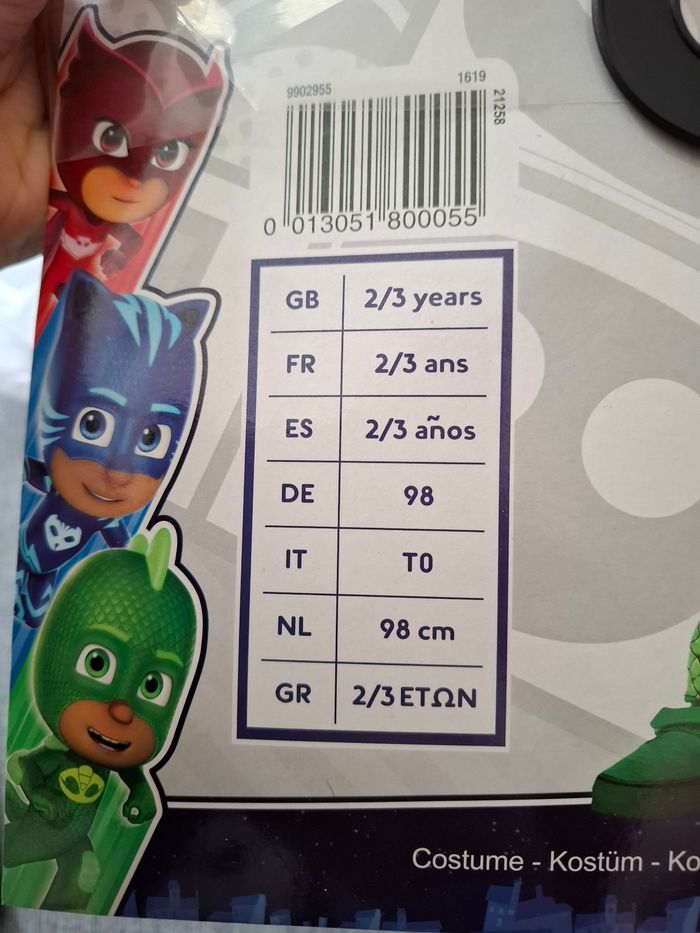 9902955
1619
21258
0 013051 800055
GB 2/3 years
FR 2/3 ans
ES 2/3 años
DE 98
IT T0
NL 98 cm
GR 2/3 ΕΤΩΝ
Costume - Kostüm - Ko